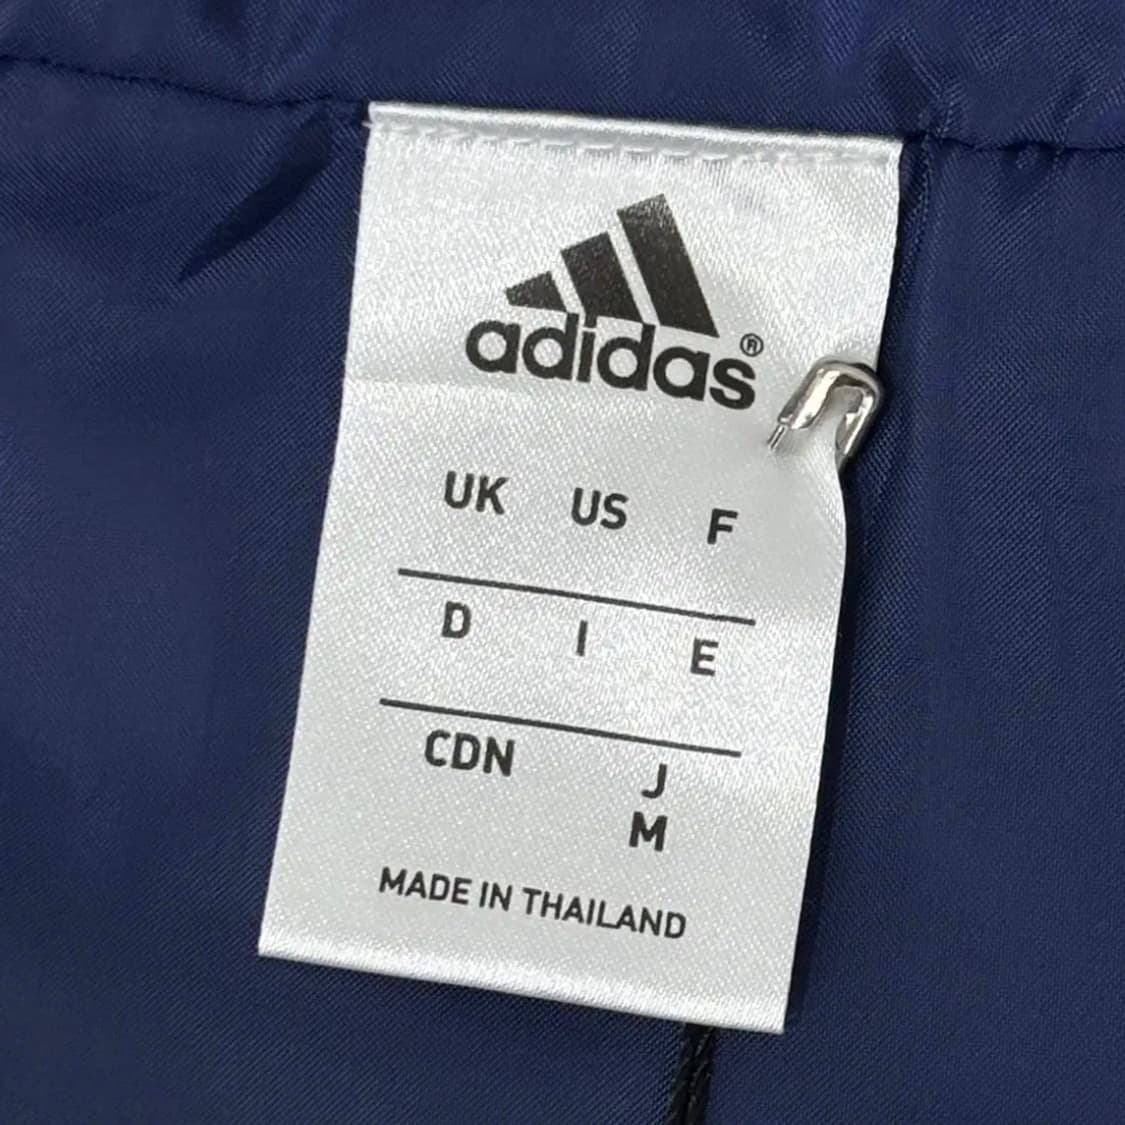 adidas®
UK US F
D I E
CDN J
M
MADE IN THAILAND